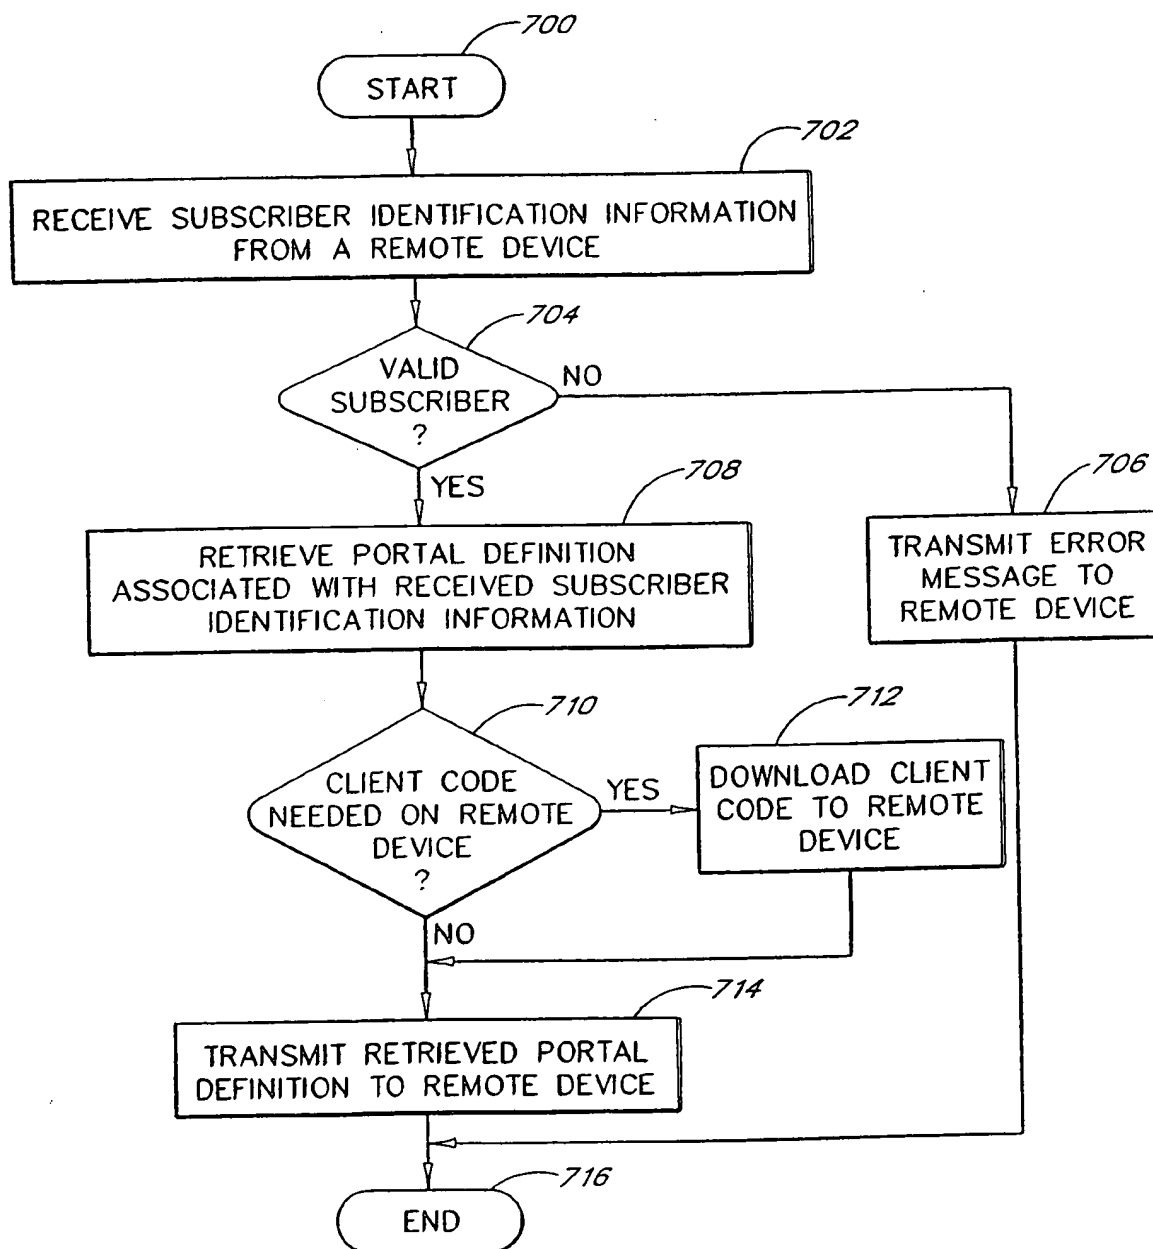 700
START
702
RECEIVE SUBSCRIBER IDENTIFICATION INFORMATION
FROM A REMOTE DEVICE
704
VALID
SUBSCRIBER
?
NO
YES
708
RETRIEVE PORTAL DEFINITION
ASSOCIATED WITH RECEIVED SUBSCRIBER
IDENTIFICATION INFORMATION
706
TRANSMIT ERROR
MESSAGE TO
REMOTE DEVICE
710
CLIENT CODE
NEEDED ON REMOTE
DEVICE
?
YES
712
DOWNLOAD CLIENT
CODE TO REMOTE
DEVICE
NO
714
TRANSMIT RETRIEVED PORTAL
DEFINITION TO REMOTE DEVICE
716
END